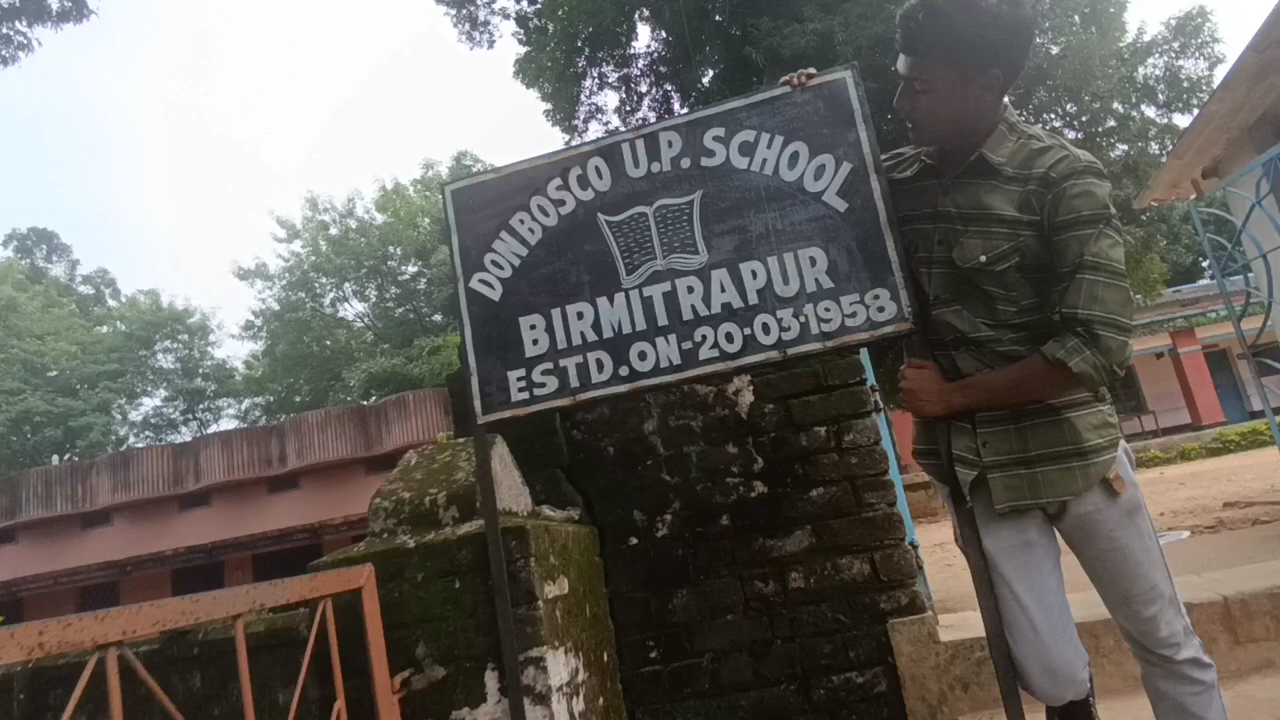 DON BOSCO U.P. SCHOOL
BIRMITRAPUR
ESTD. ON-20-03-1958